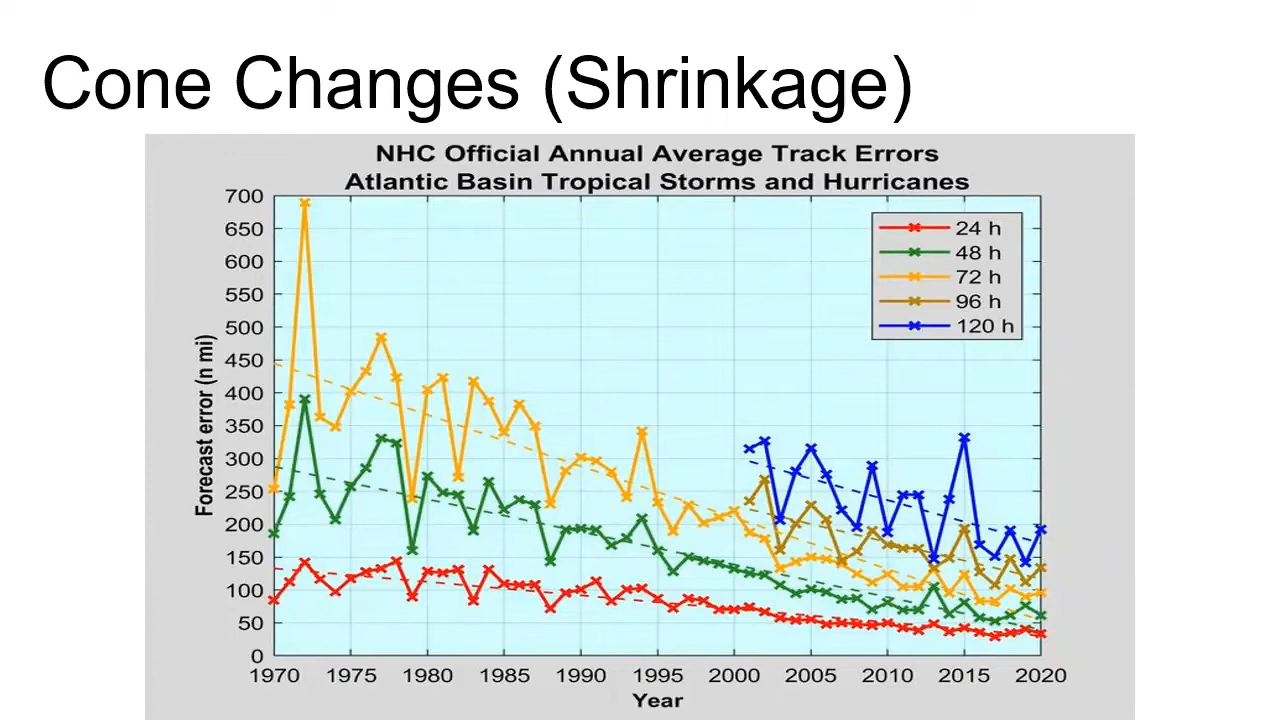 Cone Changes (Shrinkage)
NHC Official Annual Average Track Errors
Atlantic Basin Tropical Storms and Hurricanes
700
650
600
550
500
450
400
350
300
250
200
150
100
50
0
Forecast error (n mi)
24 h
48 h
72 h
96 h
120 h
1970 1975 1980 1985 1990 1995 2000 2005 2010 2015 2020
Year